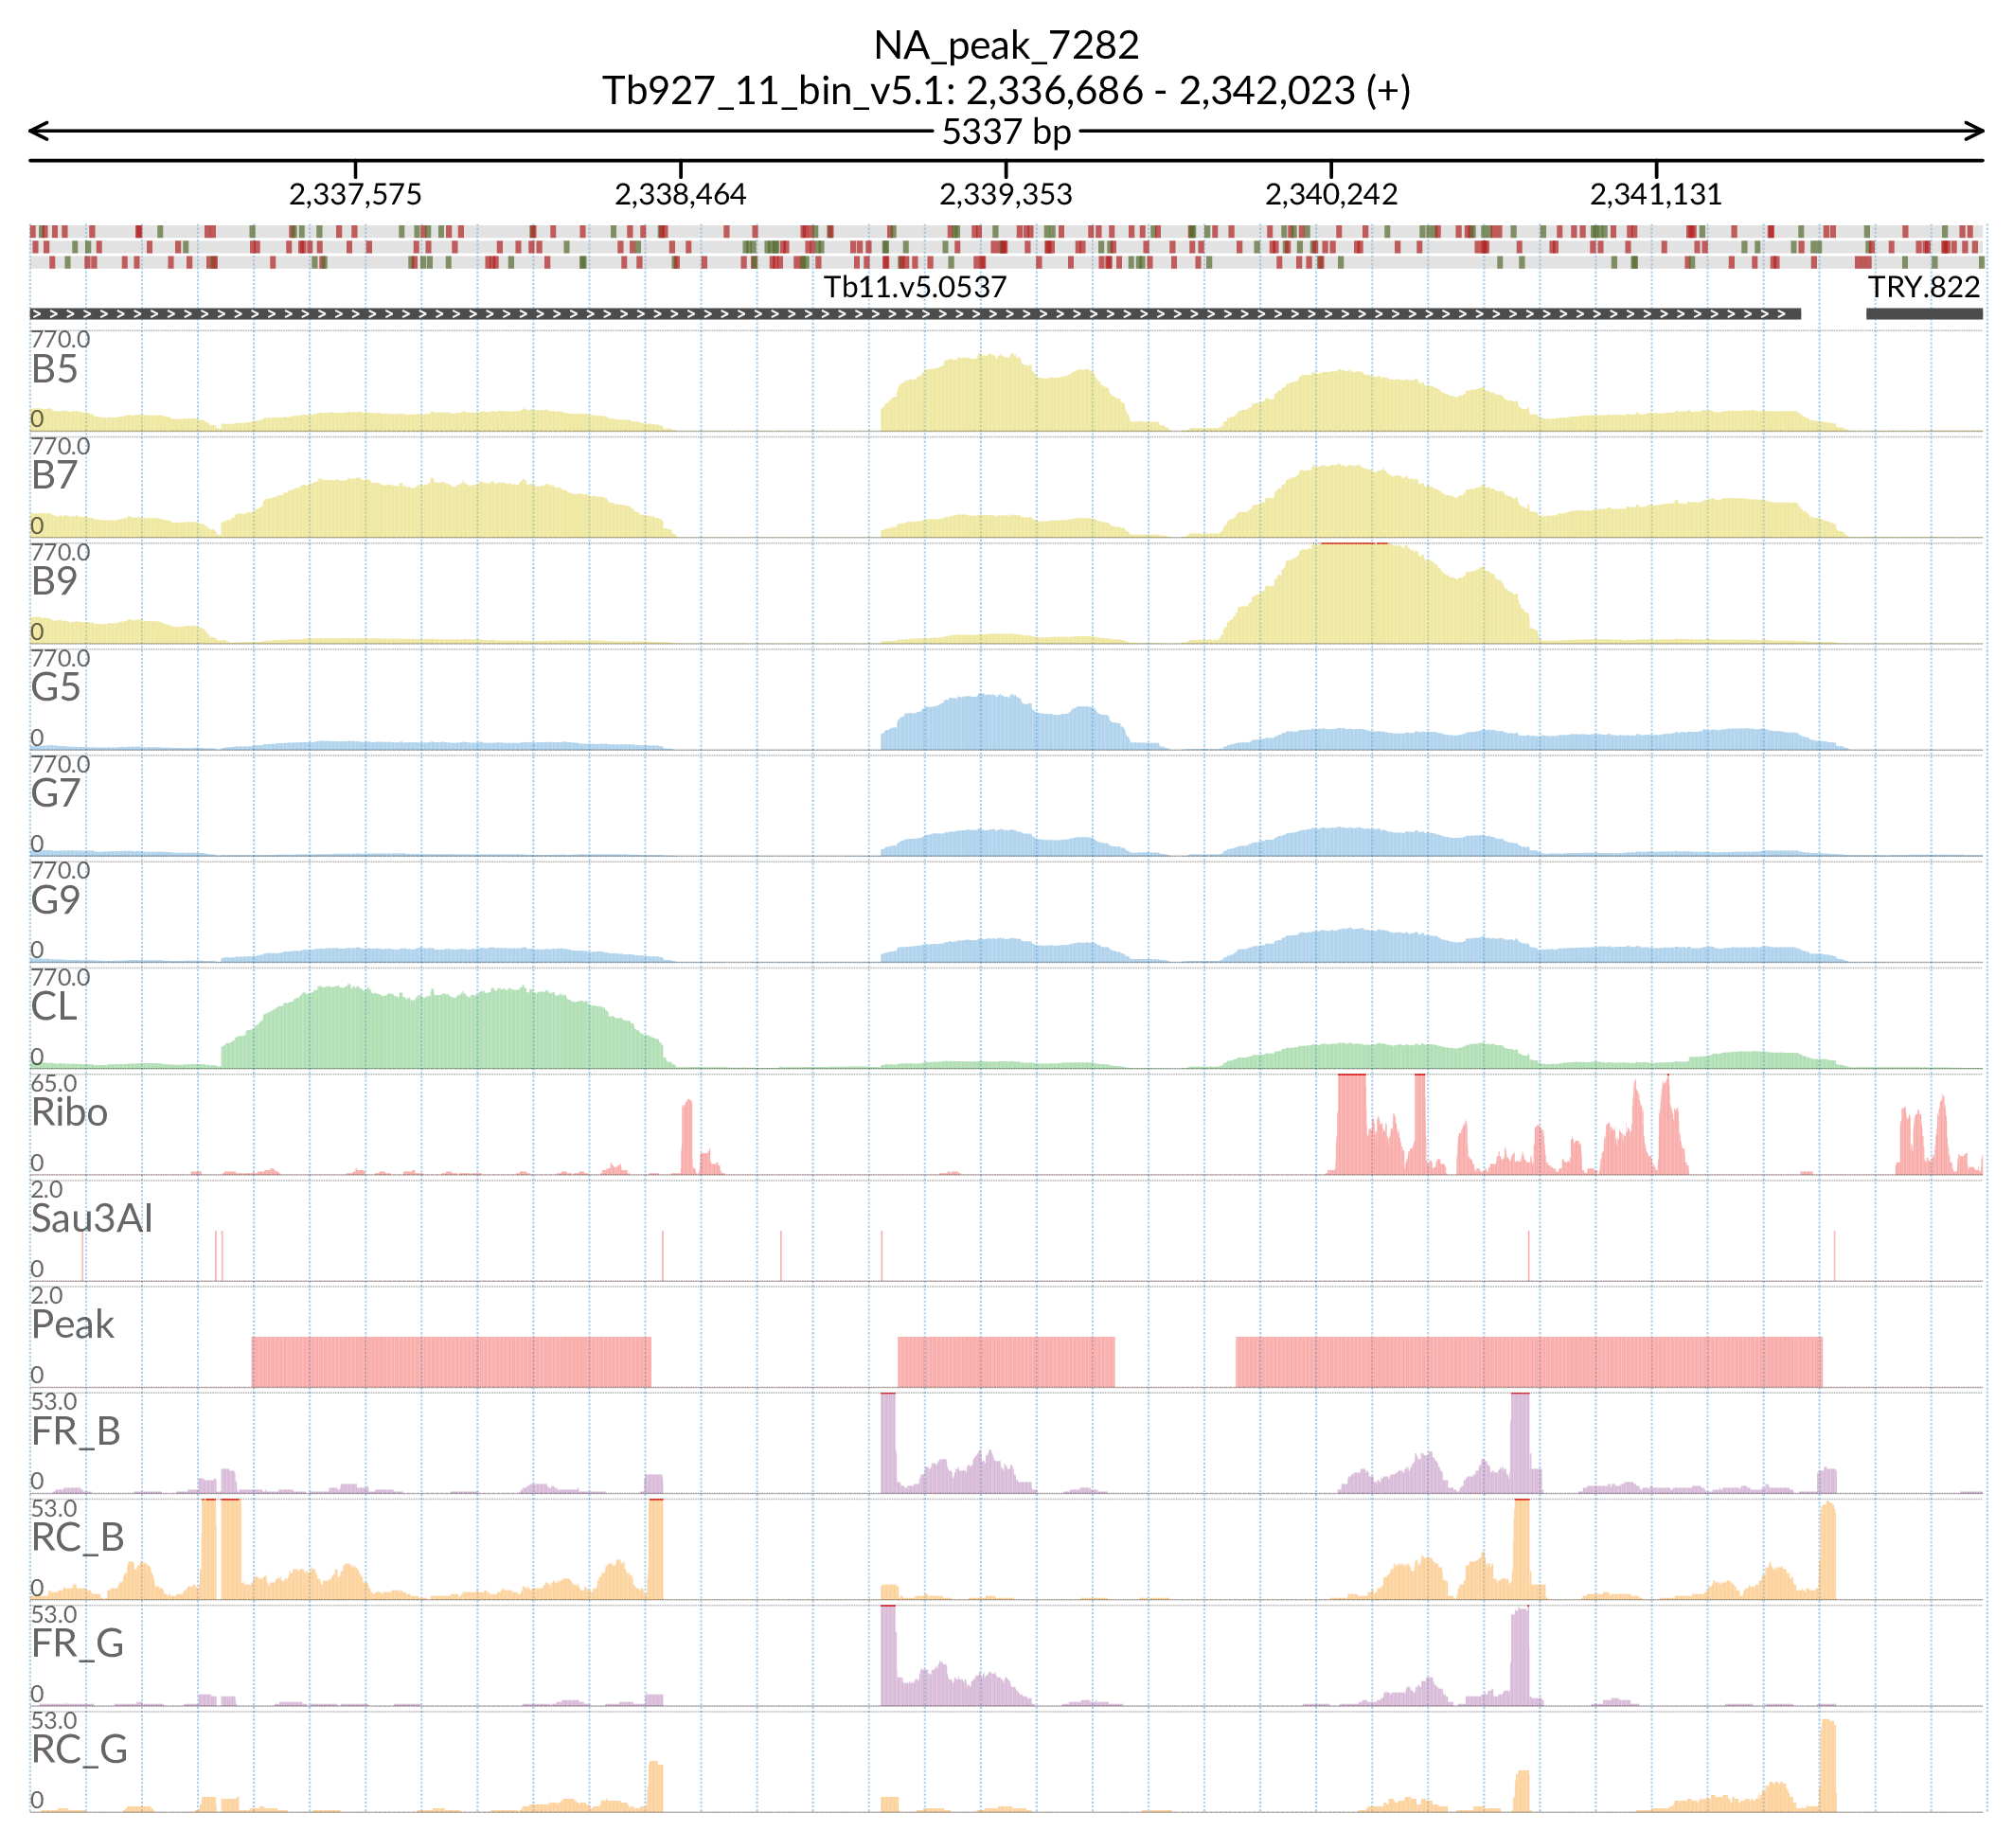 NA_peak_7282
Tb927_11_bin_v5.1: 2,336,686 - 2,342,023 (+)
5337 bp
2,337,575 2,338,464 2,339,353 2,340,242 2,341,131
Tb11.v5.0537 TRY.822
770.0
B5
0
770.0
B7
0
770.0
B9
0
770.0
G5
0
770.0
G7
0
770.0
G9
0
770.0
CL
0
65.0
Ribo
0
2.0
Sau3AI
0
2.0
Peak
0
53.0
FR_B
0
53.0
RC_B
0
53.0
FR_G
0
53.0
RC_G
0